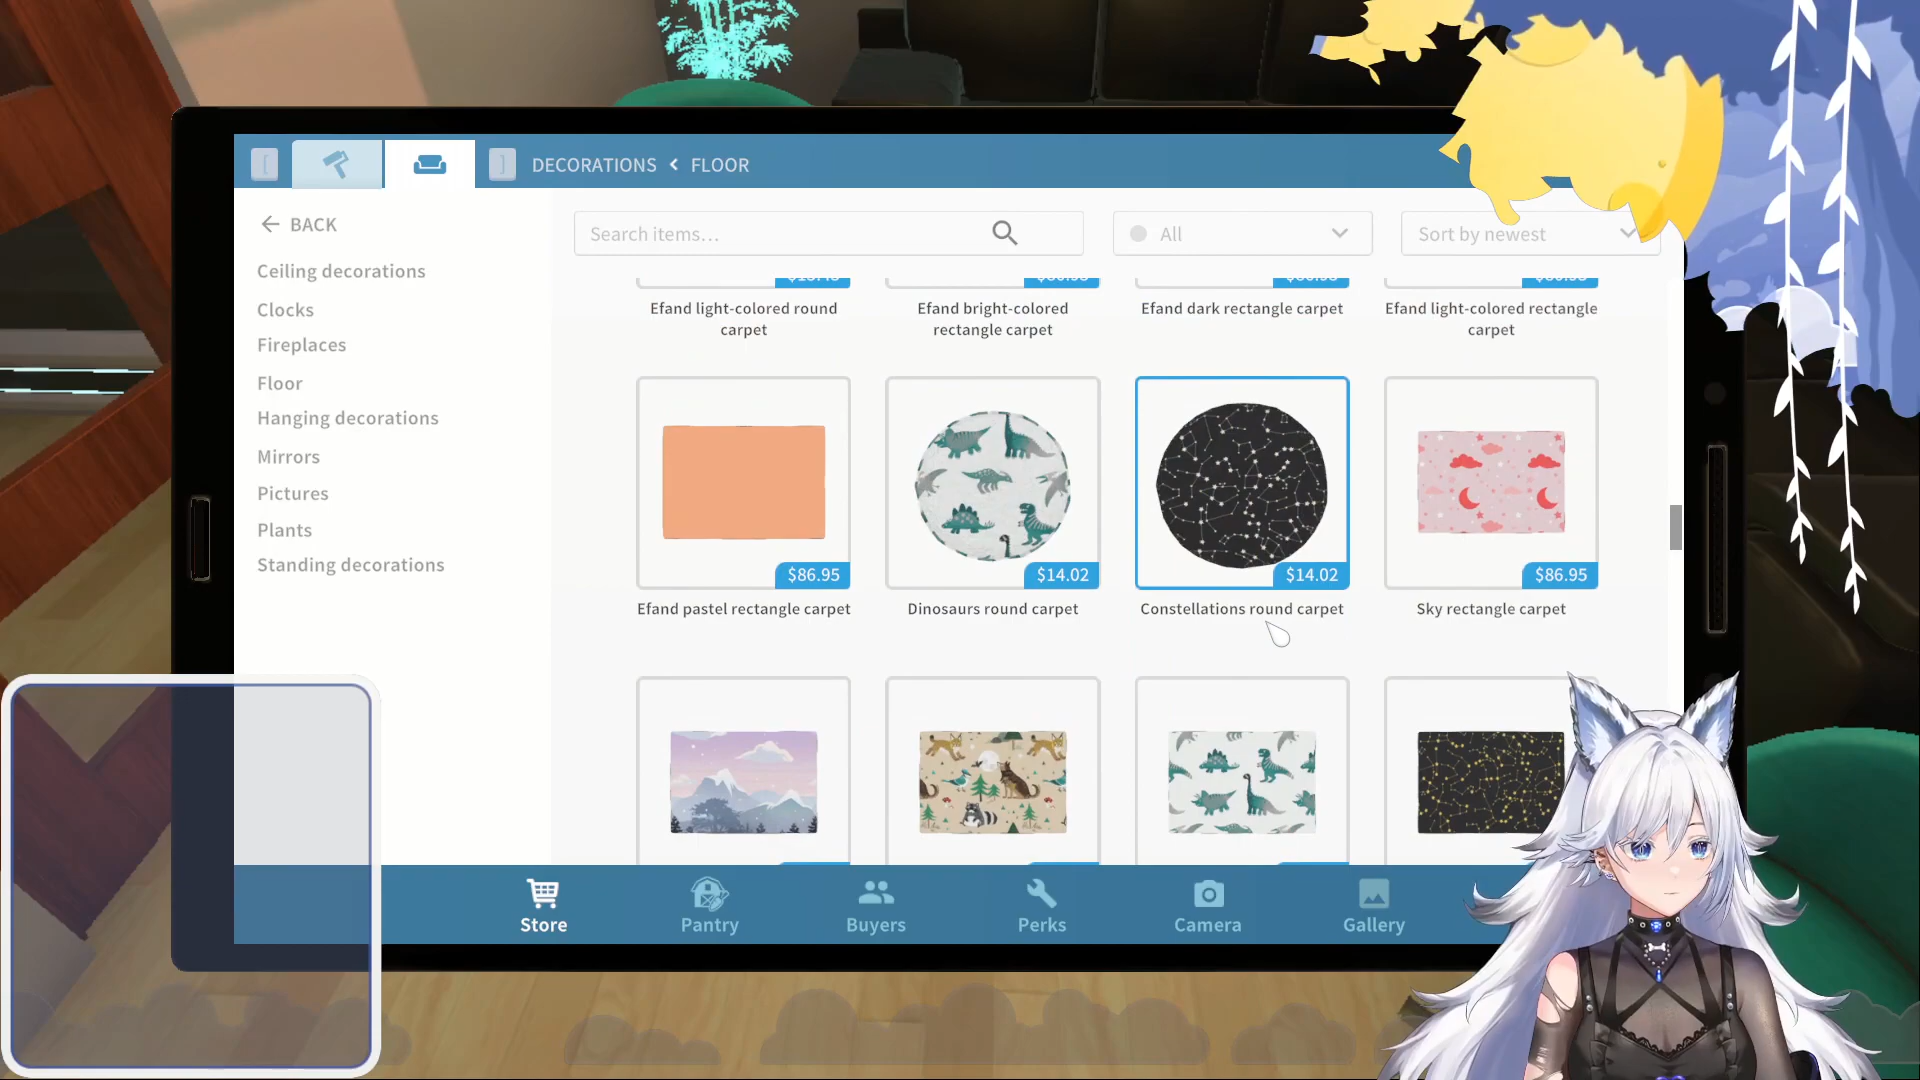 [
]
DECORATIONS < FLOOR
BACK
Search items...
All
Sort by newest
Ceiling decorations
Clocks
Fireplaces
Floor
Hanging decorations
Mirrors
Pictures
Plants
Standing decorations
Efand light-colored round
carpet
Efand bright-colored
rectangle carpet
Efand dark rectangle carpet
Efand light-colored rectangle
carpet
$86.95
Efand pastel rectangle carpet
$14.02
Dinosaurs round carpet
$14.02
Constellations round carpet
$86.95
Sky rectangle carpet
Store
Pantry
Buyers
Perks
Camera
Gallery